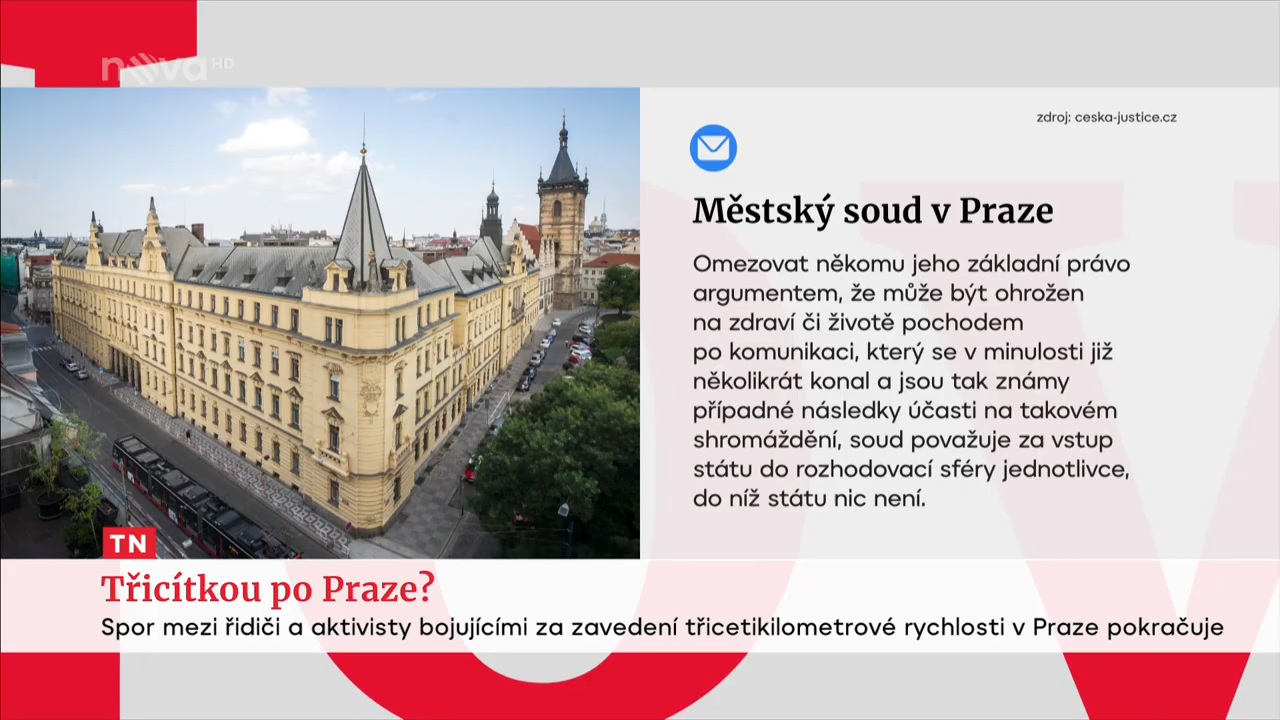 nova HD
zdroj: ceska-justice.cz
Městský soud v Praze
Omezovat někomu jeho základní právo
argumentem, že může být ohrožen
na zdraví či životě pochodem
po komunikaci, který se v minulosti již
několikrát konal a jsou tak známy
případné následky účasti na takovém
shromáždění, soud považuje za vstup
státu do rozhodovací sféry jednotlivce,
do níž státu nic není.
TN
Třicítkou po Praze?
Spor mezi řidiči a aktivisty bojujícími za zavedení třicetikilometrové rychlosti v Praze pokračuje